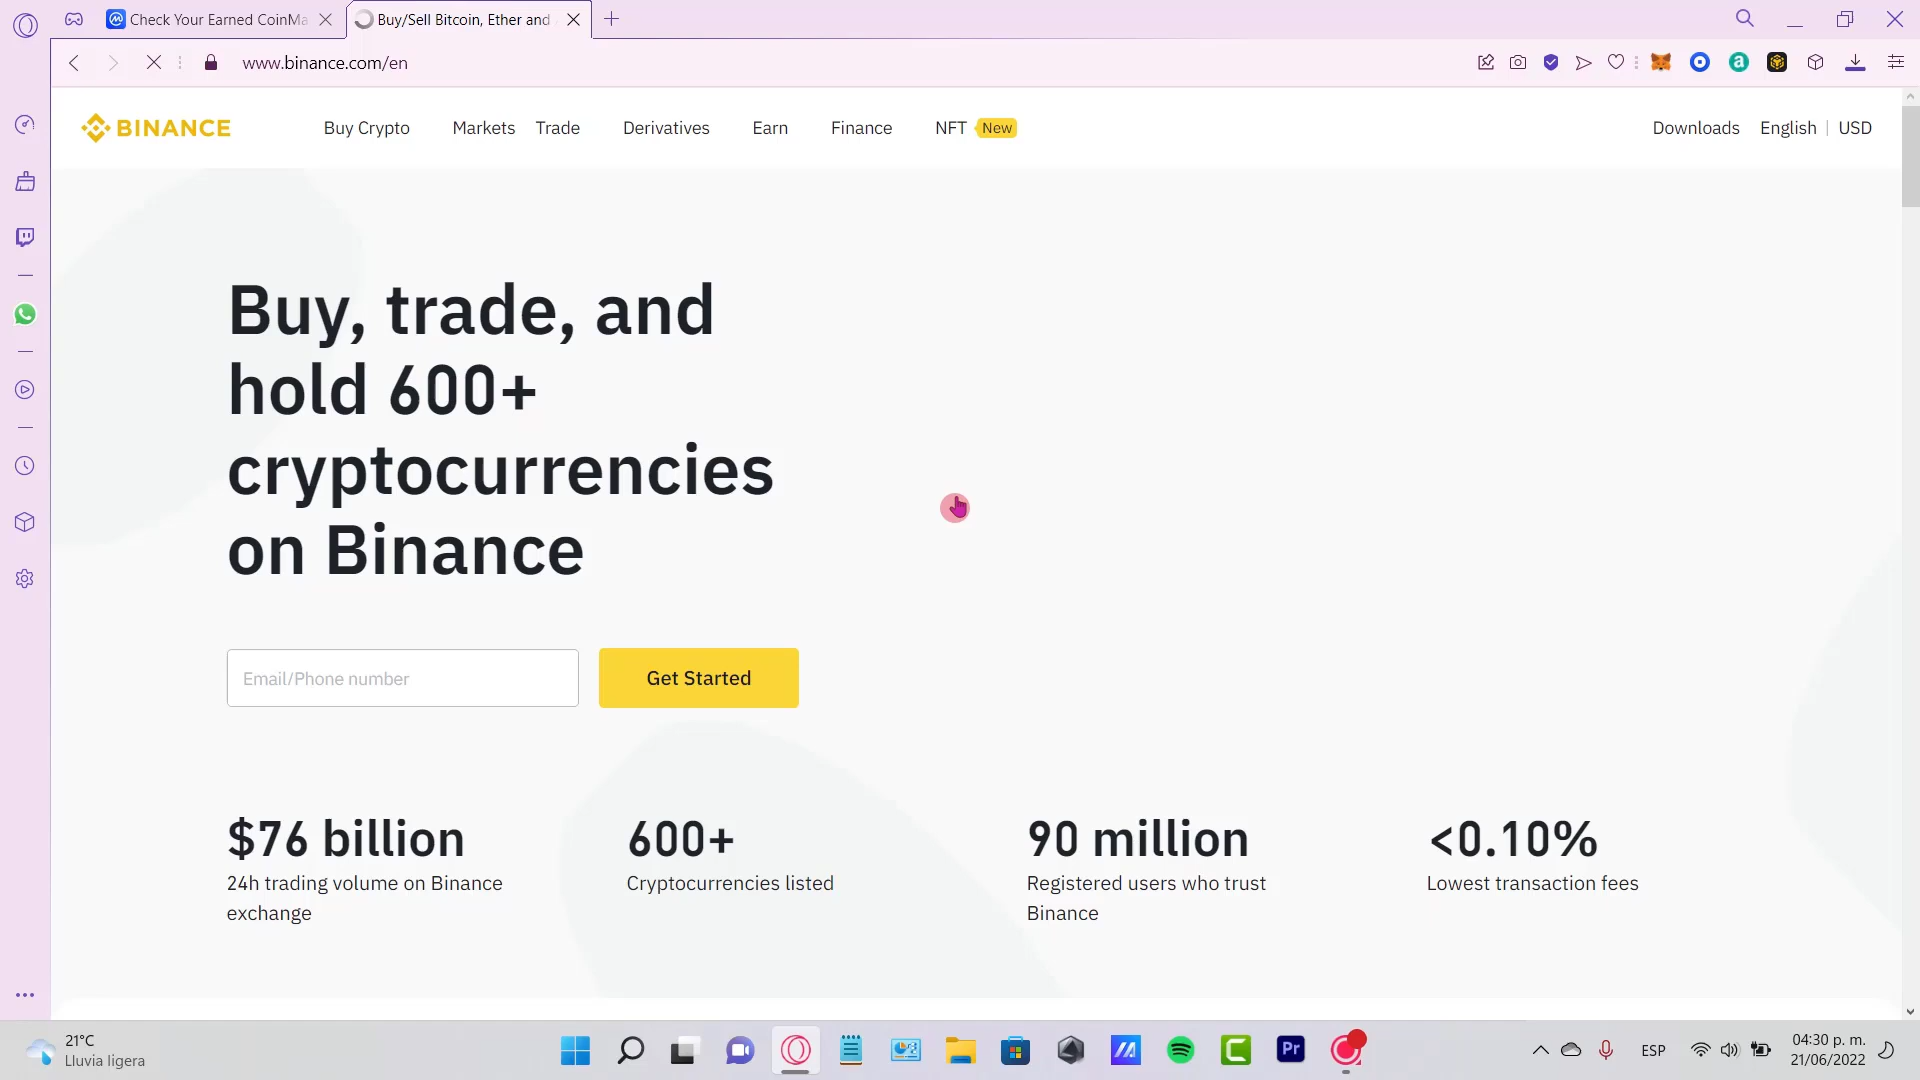 Check Your Earned CoinMa
Buy/Sell Bitcoin, Ether and
www.binance.com/en
BINANCE
Buy Crypto
Markets
Trade
Derivatives
Earn
Finance
NFT
New
Downloads
English
USD
Buy, trade, and
hold 600+
cryptocurrencies
on Binance
Email/Phone number
Get Started
$76 billion
24h trading volume on Binance
exchange
600+
Cryptocurrencies listed
90 million
Registered users who trust
Binance
<0.10%
Lowest transaction fees
21°C
Lluvia ligera
Pr
ESP
04:30 p. m.
21/06/2022